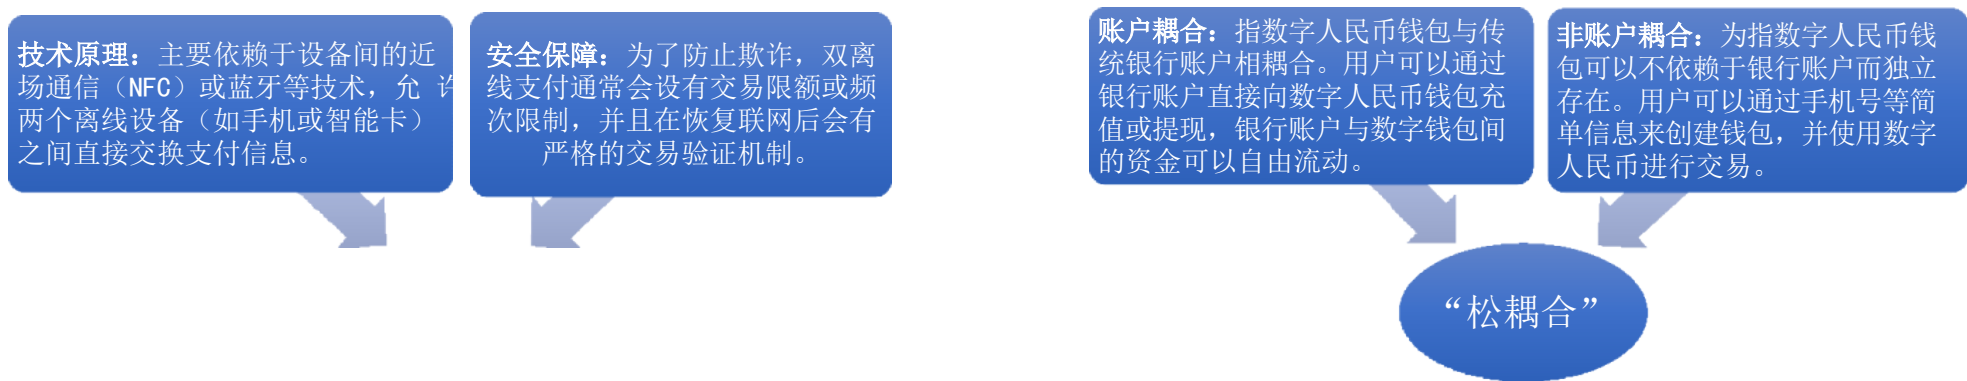 技术原理：主要依赖于设备间的近
场通信（NFC）或蓝牙等技术，允 许
两个离线设备（如手机或智能卡）
之间直接交换支付信息。
安全保障：为了防止欺诈，双离
线支付通常会设有交易限额或频
次限制，并且在恢复联网后会有
严格的交易验证机制。
账户耦合：指数字人民币钱包与传
统银行账户相耦合。用户可以通过
银行账户直接向数字人民币钱包充
值或提现，银行账户与数字钱包间
的资金可以自由流动。
非账户耦合：为指数字人民币钱
包可以不依赖于银行账户而独立
存在。用户可以通过手机号等简
单信息来创建钱包，并使用数字
人民币进行交易。
“松耦合”